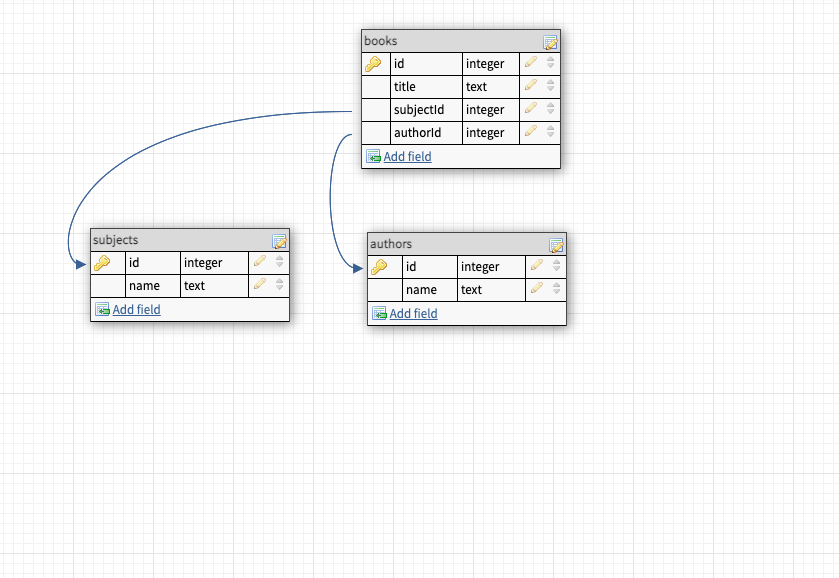 books
id integer
title text
subjectId integer
authorId integer
Add field
subjects
id integer
name text
Add field
authors
id integer
name text
Add field